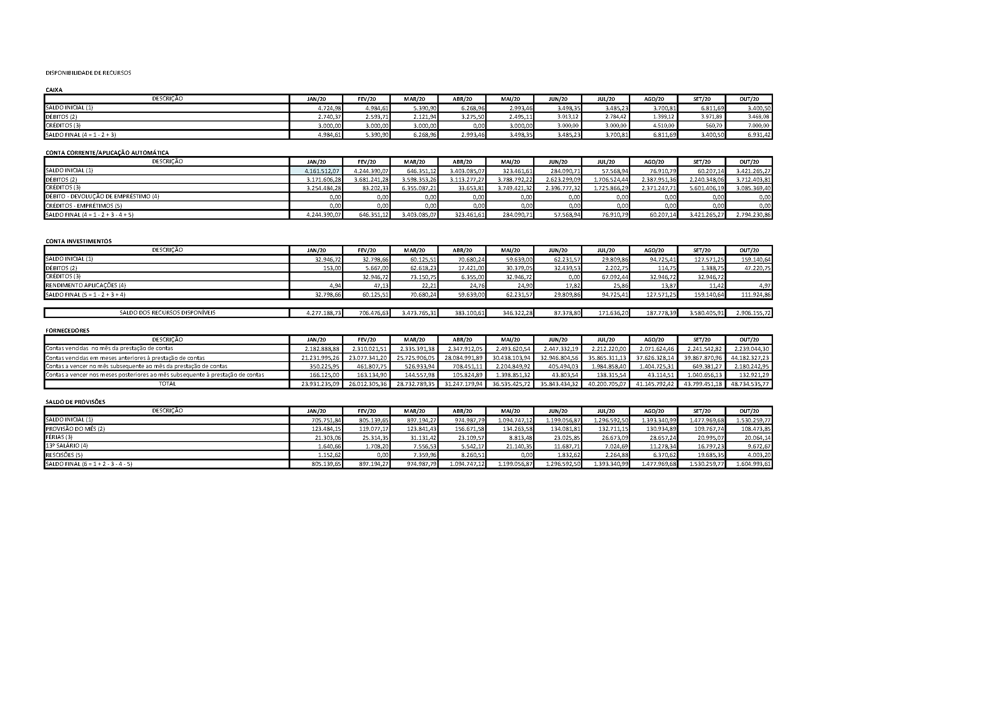 DISPONIBILIDADE DE RECURSOS
CAIXA
DESCRIÇÃO JAN/20 FEV/20 MAR/20 ABR/20 MAI/20 JUN/20 JUL/20 AGO/20 SET/20 OUT/20
SALDO INICIAL (1) 4.724,98 4.984,61 5.390,90 6.268,96 2.993,46 3.498,35 3.485,23 3.700,81 6.811,69 3.400,50
DÉBITOS (2) 2.740,37 2.593,71 2.121,94 3.275,50 2.495,11 3.013,12 2.784,42 1.399,12 3.971,89 3.469,08
CRÉDITOS (3) 3.000,00 3.000,00 3.000,00 0,00 3.000,00 3.000,00 3.000,00 4.510,00 560,70 7.000,00
SALDO FINAL (4 = 1 - 2 + 3) 4.984,61 5.390,90 6.268,96 2.993,46 3.498,35 3.485,23 3.700,81 6.811,69 3.400,50 6.931,42
CONTA CORRENTE/APLICAÇÃO AUTOMÁTICA
DESCRIÇÃO JAN/20 FEV/20 MAR/20 ABR/20 MAI/20 JUN/20 JUL/20 AGO/20 SET/20 OUT/20
SALDO INICIAL (1) 4.161.512,07 4.244.390,07 646.351,12 3.403.085,07 323.461,61 284.090,71 57.568,94 76.910,79 60.207,14 3.421.265,27
DÉBITOS (2) 3.171.606,28 3.681.241,28 3.598.353,26 3.113.277,27 3.788.792,22 2.623.299,09 1.706.524,44 2.387.951,36 2.240.348,06 3.712.403,81
CRÉDITOS (3) 3.254.484,28 83.202,33 6.355.087,21 33.653,81 3.749.421,32 2.396.777,32 1.725.866,29 2.371.247,71 5.601.406,19 3.085.369,40
DÉBITO - DEVOLUÇÃO DE EMPRÉSTIMO (4) 0,00 0,00 0,00 0,00 0,00 0,00 0,00 0,00 0,00 0,00
CRÉDITOS - EMPRÉTIMOS (5) 0,00 0,00 0,00 0,00 0,00 0,00 0,00 0,00 0,00 0,00
SALDO FINAL (4 = 1 - 2 + 3 - 4 + 5) 4.244.390,07 646.351,12 3.403.085,07 323.461,61 284.090,71 57.568,94 76.910,79 60.207,14 3.421.265,27 2.794.230,86
CONTA INVESTIMENTOS
DESCRIÇÃO JAN/20 FEV/20 MAR/20 ABR/20 MAI/20 JUN/20 JUL/20 AGO/20 SET/20 OUT/20
SALDO INICIAL (1) 32.946,72 32.798,66 60.125,51 70.680,24 59.639,00 62.231,57 29.809,86 94.725,41 127.571,25 159.140,64
DÉBITOS (2) 153,00 5.667,00 62.618,23 17.421,00 30.379,05 32.439,53 2.202,75 114,75 1.388,75 47.220,75
CRÉDITOS (3) 32.946,72 73.150,75 6.355,00 32.946,72 0,00 67.092,44 32.946,72 32.946,72
RENDIMENTO APLICAÇÕES (4) 4,94 47,13 22,21 24,76 24,90 17,82 25,86 13,87 11,42 4,97
SALDO FINAL (5 = 1 - 2 + 3 + 4) 32.798,66 60.125,51 70.680,24 59.639,00 62.231,57 29.809,86 94.725,41 127.571,25 159.140,64 111.924,86
SALDO DOS RECURSOS DISPONÍVEIS 4.277.188,73 706.476,63 3.473.765,31 383.100,61 346.322,28 87.378,80 171.636,20 187.778,39 3.580.405,91 2.906.155,72
FORNECEDORES
DESCRIÇÃO JAN/20 FEV/20 MAR/20 ABR/20 MAI/20 JUN/20 JUL/20 AGO/20 SET/20 OUT/20
Contas vencidas no mês da prestação de contas 2.182.888,88 2.310.021,51 2.335.391,38 2.347.912,05 2.493.620,54 2.447.332,19 2.212.220,00 2.071.624,46 2.241.542,82 2.239.044,30
Contas vencidas em meses anteriores à prestação de contas 21.231.995,26 23.077.341,20 25.725.906,05 28.084.991,89 30.438.103,94 32.946.804,56 35.865.311,13 37.626.328,14 39.867.870,96 44.182.327,23
Contas a vencer no mês subsequente ao mês da prestação de contas 350.225,95 461.807,75 526.933,94 708.451,11 2.204.849,92 405.494,03 1.984.858,40 1.404.725,31 649.381,27 2.180.242,95
Contas a vencer nos meses posteriores ao mês subsequente à prestação de contas 166.125,00 163.134,90 144.557,98 105.824,89 1.398.851,32 43.803,54 138.315,54 43.114,51 1.040.656,13 132.921,29
TOTAL 23.931.235,09 26.012.305,36 28.732.789,35 31.247.179,94 36.535.425,72 35.843.434,32 40.200.705,07 41.145.792,42 43.799.451,18 48.734.535,77
SALDO DE PROVISÕES
DESCRIÇÃO JAN/20 FEV/20 MAR/20 ABR/20 MAI/20 JUN/20 JUL/20 AGO/20 SET/20 OUT/20
SALDO INICIAL (1) 705.751,84 805.139,65 897.194,27 974.987,79 1.094.747,12 1.199.056,87 1.296.592,50 1.393.340,99 1.477.969,68 1.530.259,77
PROVISÃO DO MÊS (2) 123.484,15 119.077,17 123.841,43 156.671,58 134.263,58 134.081,81 132.711,15 130.934,89 109.767,74 108.473,85
FÉRIAS (3) 21.303,06 25.314,35 31.131,42 23.109,57 8.813,48 23.025,85 26.673,09 28.657,24 20.995,07 20.064,14
13º SALÁRIO (4) 1.640,66 1.708,20 7.556,53 5.542,17 21.140,35 11.687,71 7.024,69 11.278,34 16.797,23 9.672,67
RESCISÕES (5) 1.152,62 0,00 7.359,96 8.260,51 0,00 1.832,62 2.264,88 6.370,62 19.685,35 4.003,20
SALDO FINAL (6 = 1 + 2 - 3 - 4 - 5) 805.139,65 897.194,27 974.987,79 1.094.747,12 1.199.056,87 1.296.592,50 1.393.340,99 1.477.969,68 1.530.259,77 1.604.993,61